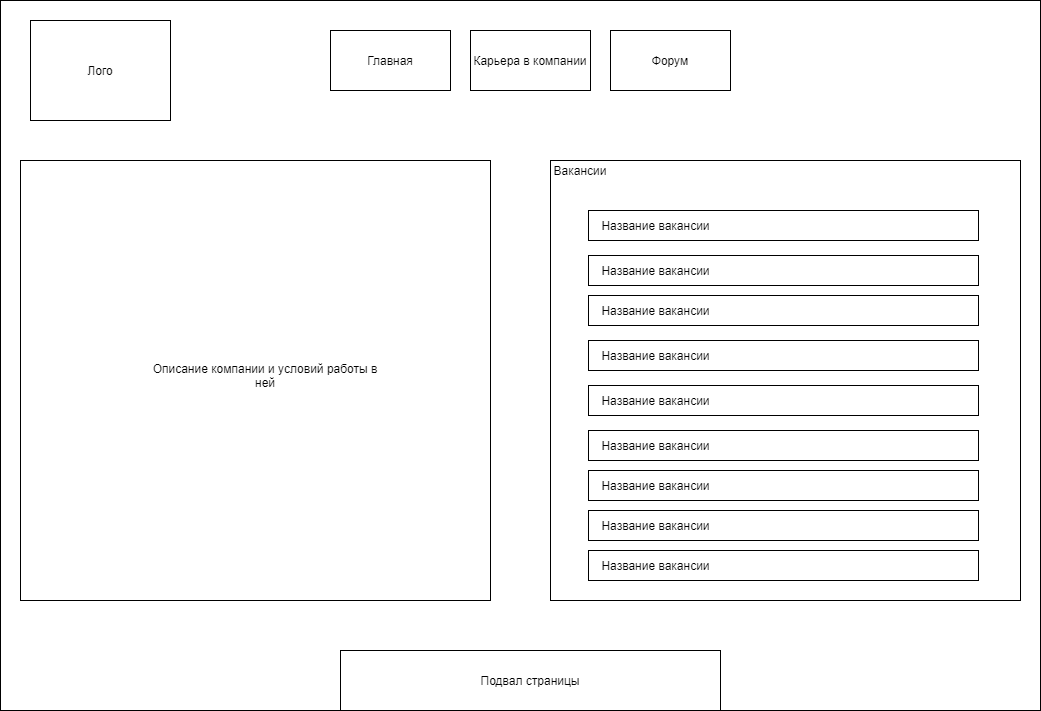 Лого
Главная
Карьера в компании
Форум
Описание компании и условий работы в
ней
Вакансии
Название вакансии
Название вакансии
Название вакансии
Название вакансии
Название вакансии
Название вакансии
Название вакансии
Название вакансии
Название вакансии
Подвал страницы